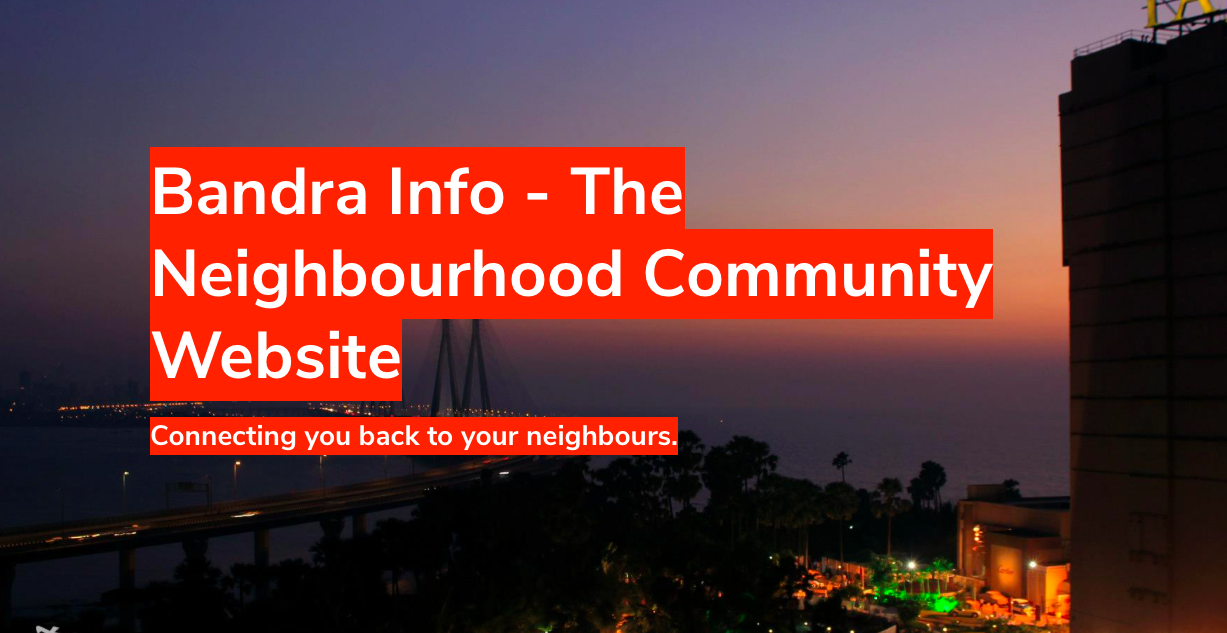 Bandra Info - The
Neighbourhood Community
Website
Connecting you back to your neighbours.